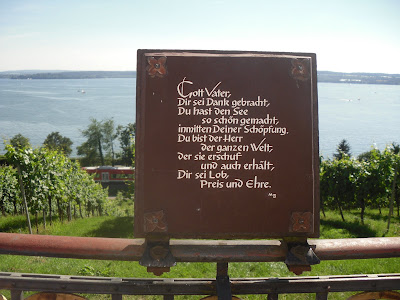 Gott Vater,
Dir sei Dank gebracht,
Du hast den See
so schön gemacht,
inmitten Deiner Schöpfung.
Du bist der Herr
der ganzen Welt,
der sie erschuf
und auch erhält,
Dir sei Lob,
Preis und Ehre.